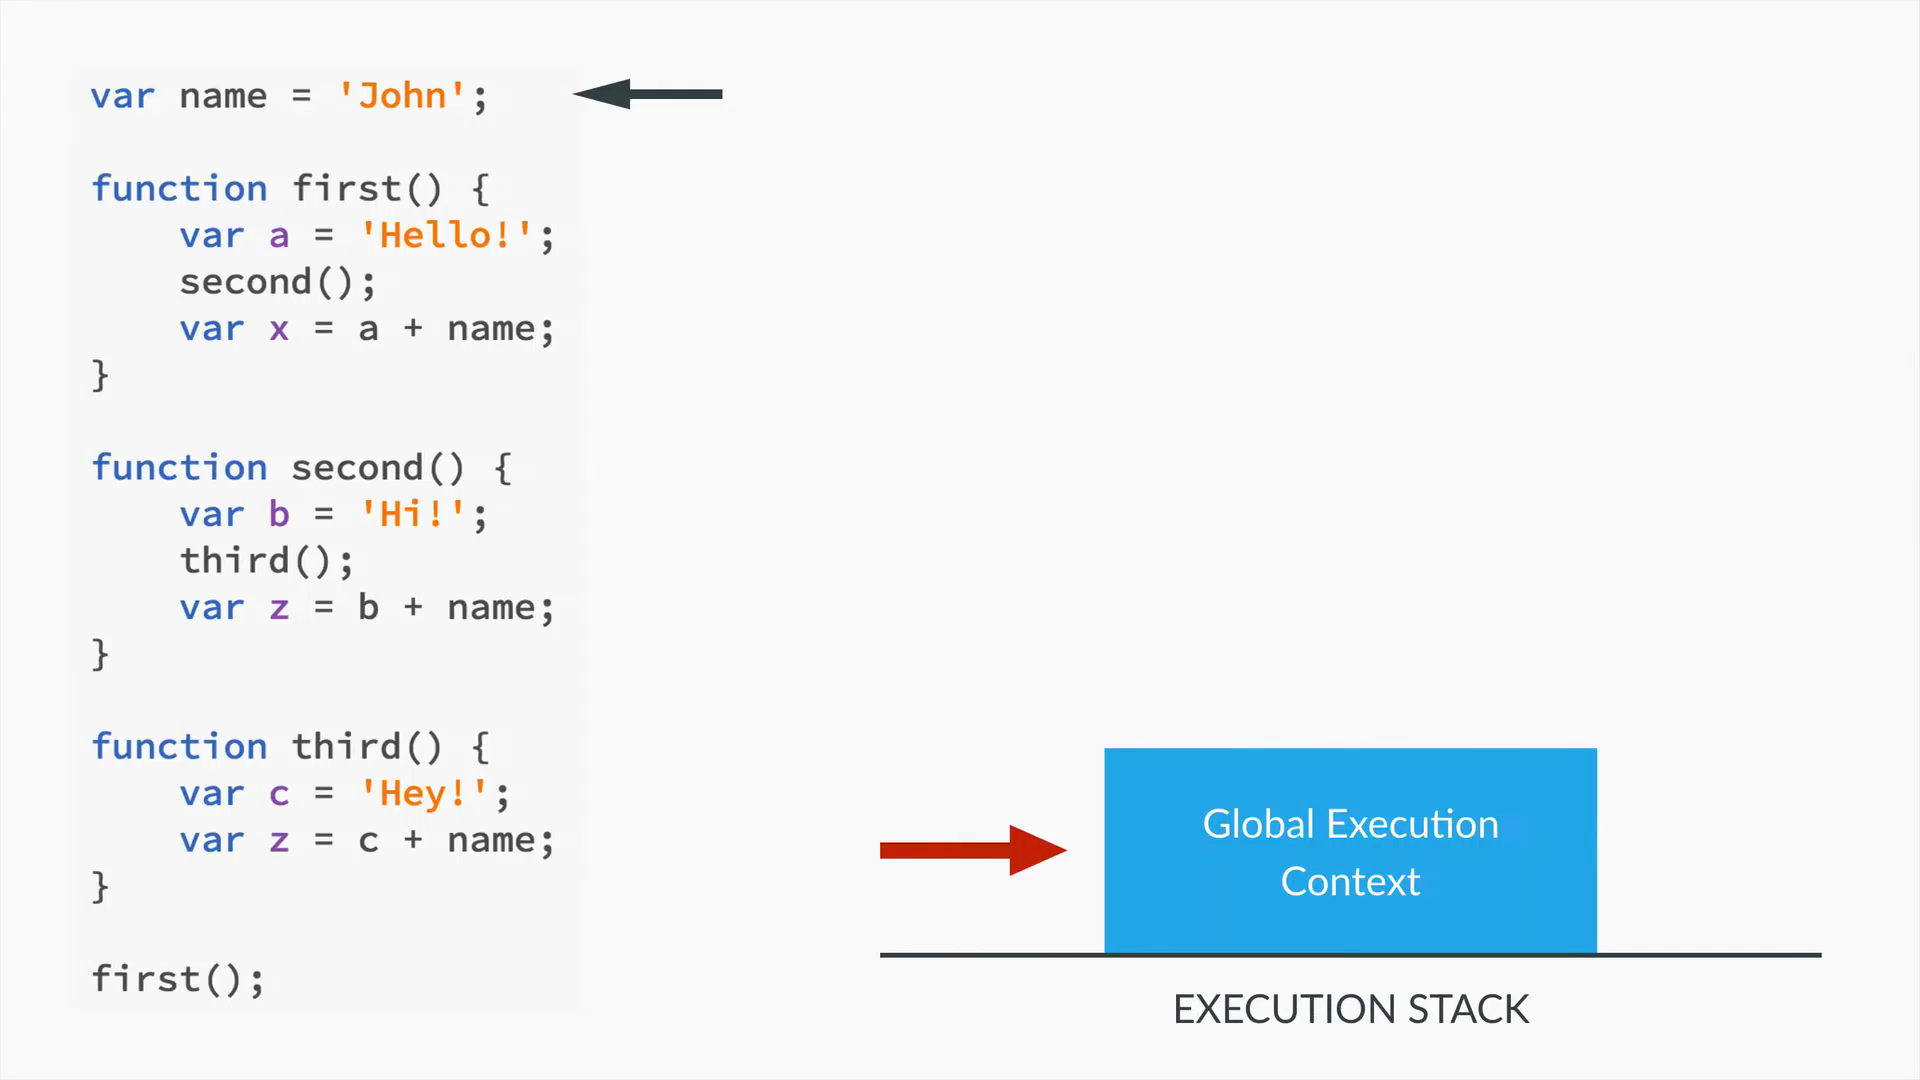 var name = 'John';
function first() {
    var a = 'Hello!';
    second();
    var x = a + name;
}
function second() {
    var b = 'Hi!';
    third();
    var z = b + name;
}
function third() {
    var c = 'Hey!';
    var z = c + name;
}
first();
Global Execution
Context
EXECUTION STACK